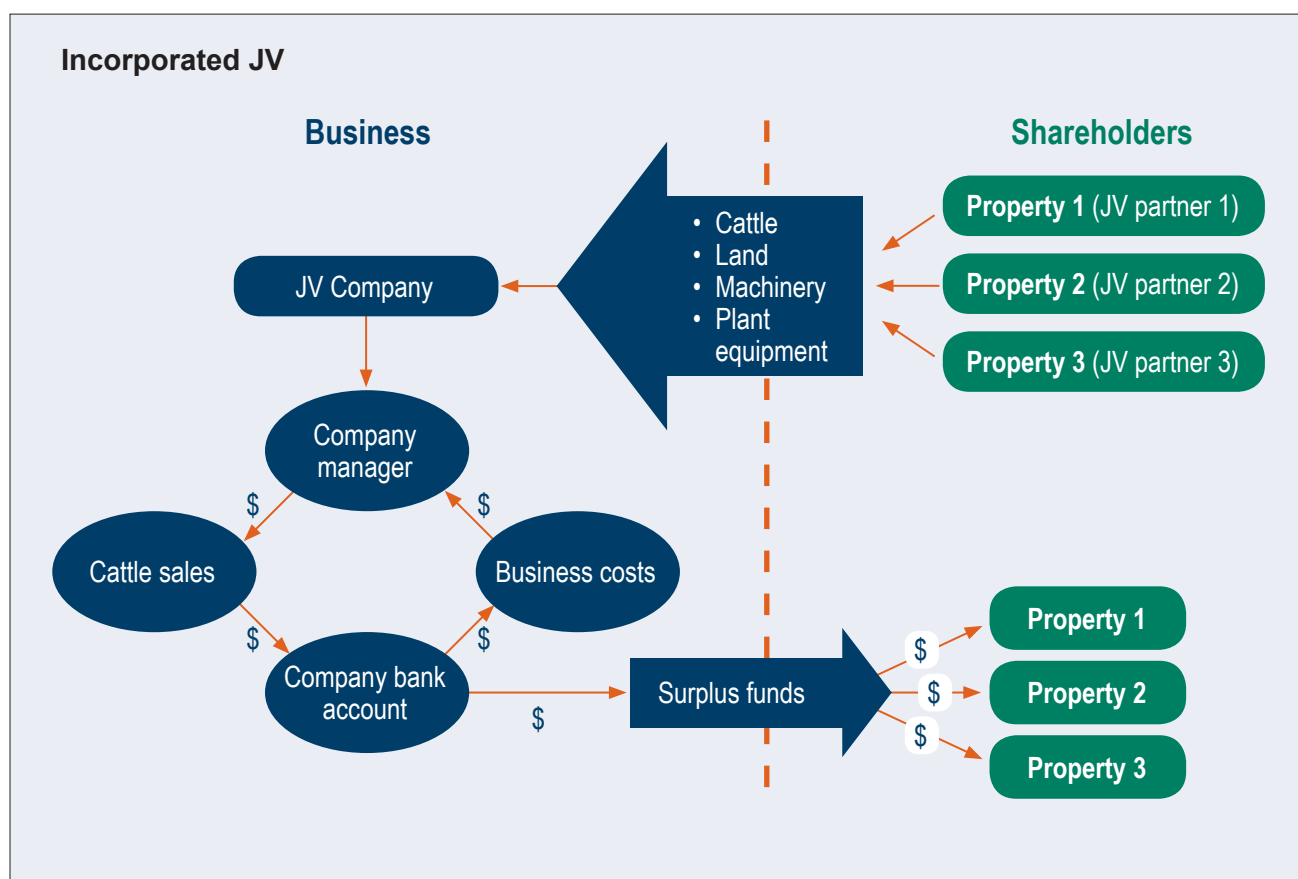 Incorporated JV
Business
Shareholders
• Cattle
• Land
• Machinery
• Plant
equipment
Property 1 (JV partner 1)
Property 2 (JV partner 2)
Property 3 (JV partner 3)
JV Company
Company
manager
$
$
Cattle sales
Business costs
$
$
Company bank
account
$
Surplus funds
$
$
$
Property 1
Property 2
Property 3